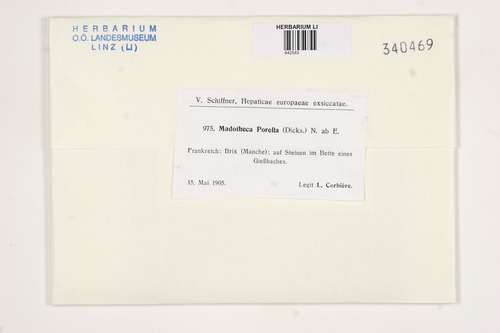 HERBARIUM
O.Ö. LANDESMUSEUM
LINZ (LI)
HERBARIUM LI
340469
V. Schiffner, Hepaticae europaeae exsiccatae.
975. Madotheca Porella (Dicks.) N. ab E.
Frankreich: Brix (Manche); auf Steinen im Bette eines
Gießbaches.
15. Mai 1905. Legit L. Corbière.